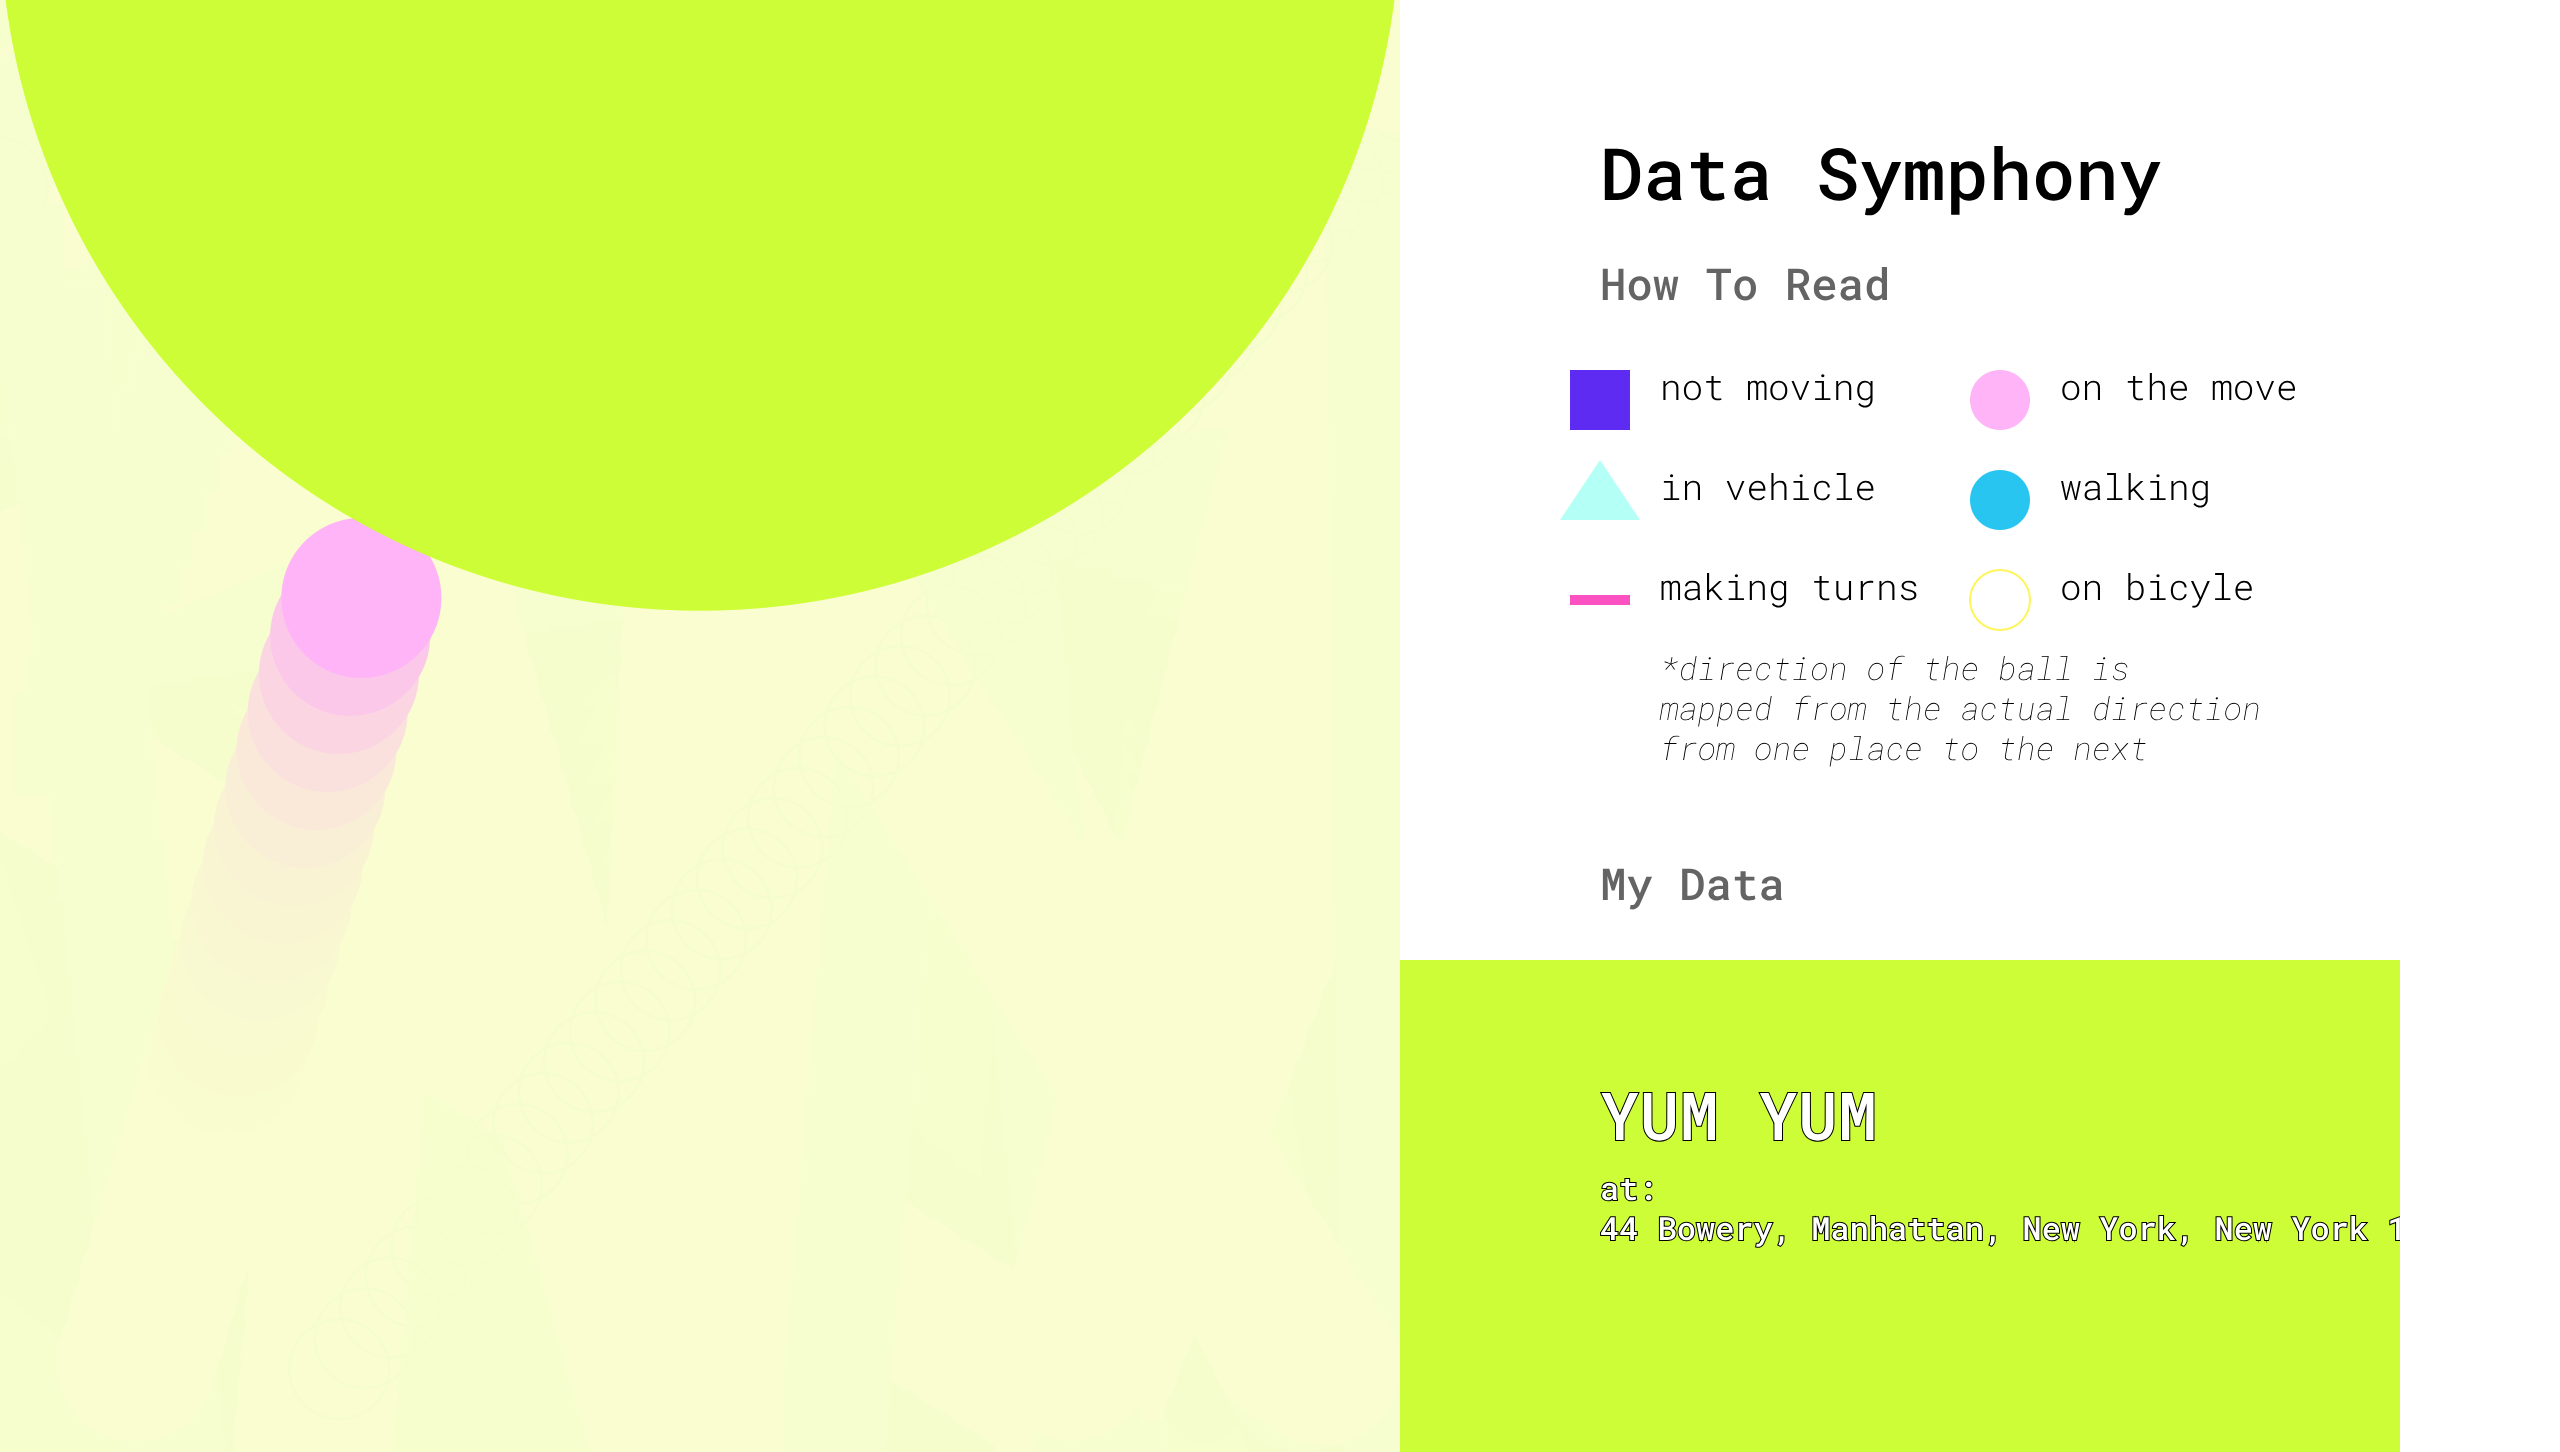 Data Symphony
How To Read
not moving
on the move
in vehicle
walking
making turns
on bicyle
*direction of the ball is
mapped from the actual direction
from one place to the next
My Data
YUM YUM
at:
44 Bowery, Manhattan, New York, New York 1